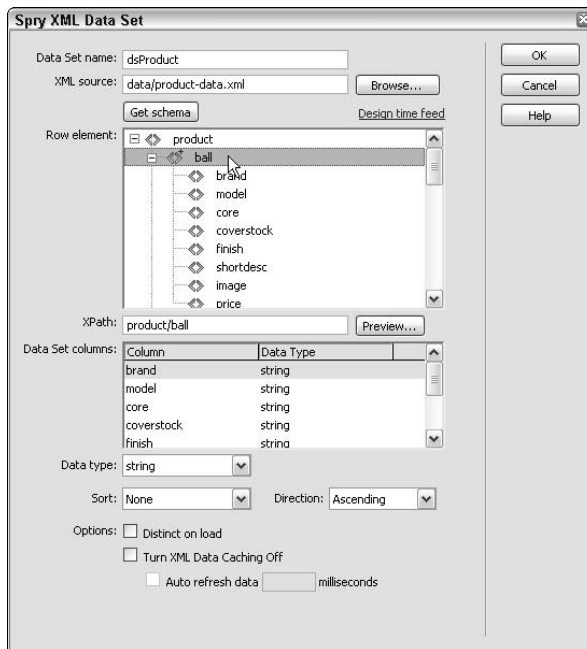 Spry XML Data Set
Data Set name: dsProduct
OK
XML source: data/product-data.xml Browse...
Cancel
Get schema Design time feed
Help
Row element: product
ball
brand
model
core
coverstock
finish
shortdesc
image
price
XPath: product/ball Preview...
Data Set columns: Column Data Type
brand string
model string
core string
coverstock string
finish string
Data type: string
Sort: None Direction: Ascending
Options: Distinct on load
Turn XML Data Caching Off
Auto refresh data milliseconds